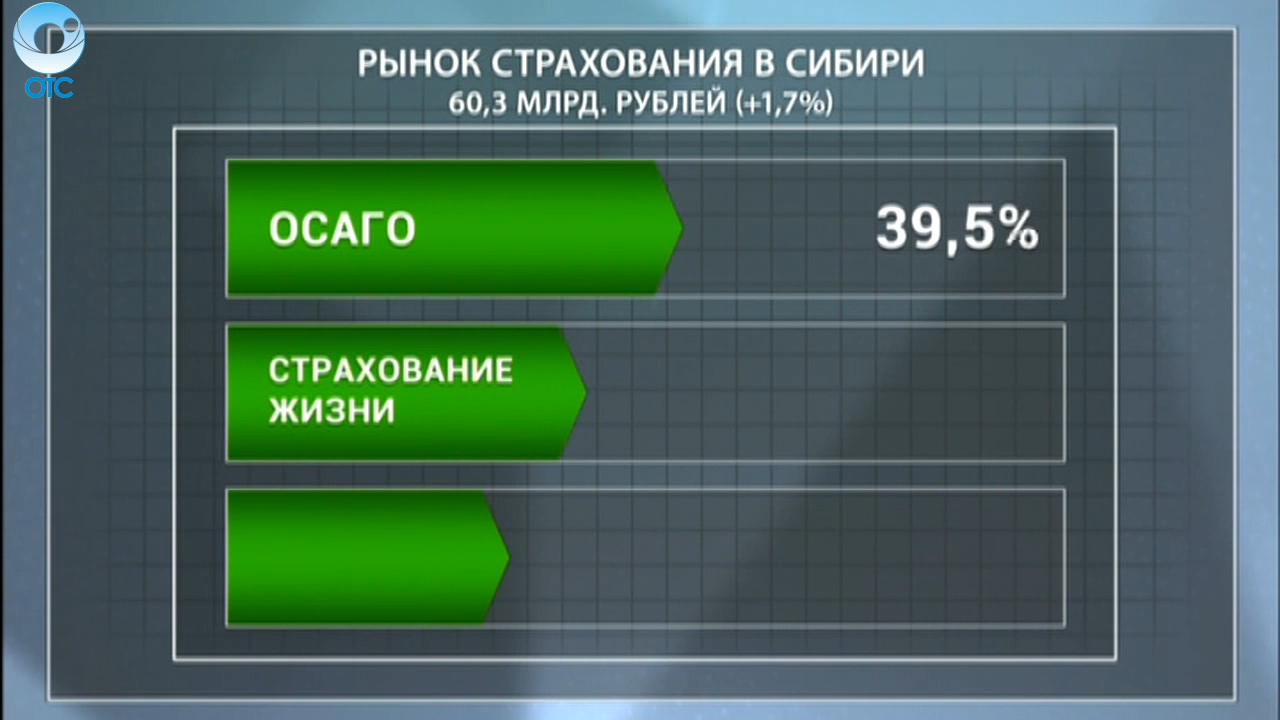 ОТС
РЫНОК СТРАХОВАНИЯ В СИБИРИ
60,3 МЛРД. РУБЛЕЙ (+1,7%)
ОСАГО
39,5%
СТРАХОВАНИЕ
ЖИЗНИ